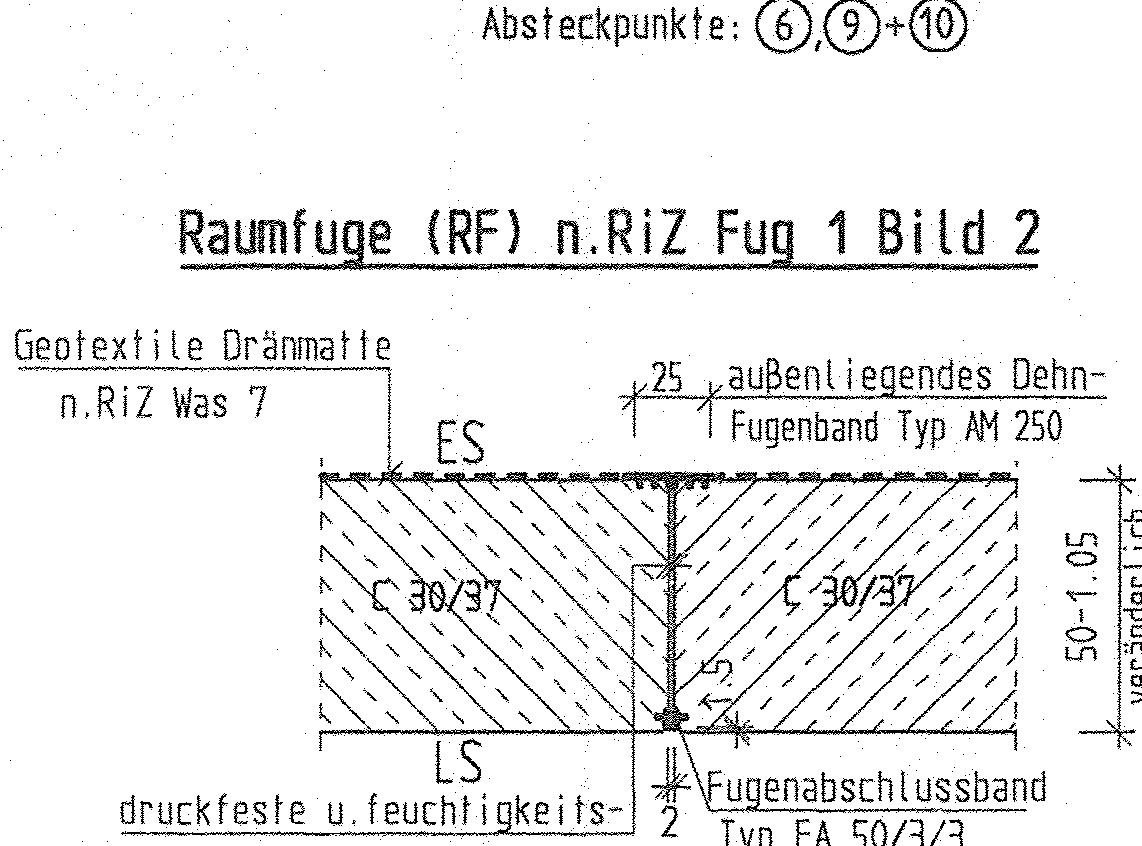 Absteckpunkte: 6,9+10
Raumfuge (RF) n.RiZ Fug 1 Bild 2
Geotextile Dränmatte
n.RiZ Was 7
25
außenliegendes Dehn-
Fugenband Typ AM 250
ES
C 30/37
C 30/37
50-1.05
veränderlich
1.5
LS
druckfeste u.feuchtigkeits-
2
Fugenabschlussband
Typ FA 50/3/3